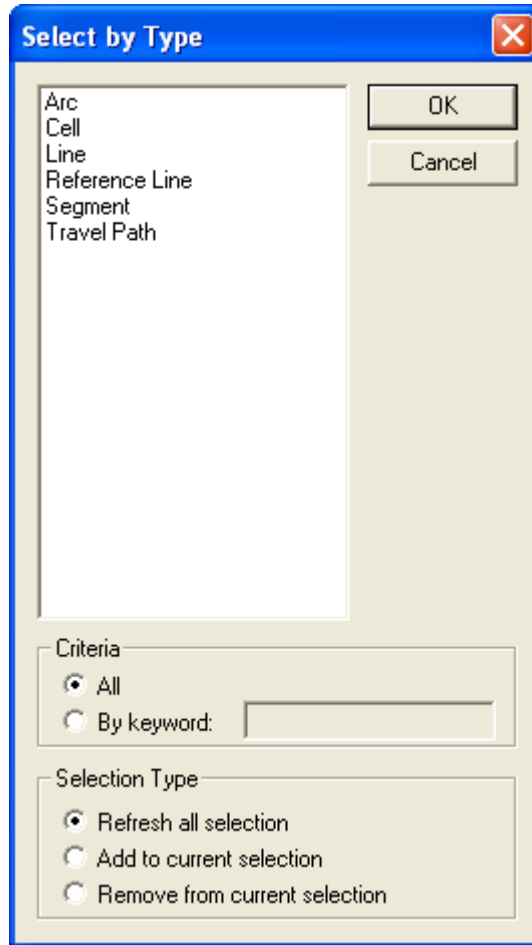 Select by Type
Arc
Cell
Line
Reference Line
Segment
Travel Path
OK
Cancel
Criteria
All
By keyword:
Selection Type
Refresh all selection
Add to current selection
Remove from current selection